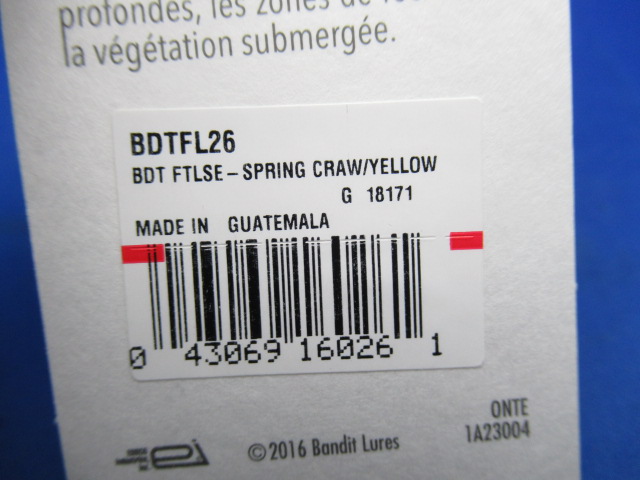 profondes, les zones de
la végétation submergée.
BDTFL26
BDT FTLSE-SPRING CRAW/YELLOW
G 18171
MADE IN GUATEMALA
0 43069 16026 1
ONTE
1A23004
©2016 Bandit Lures